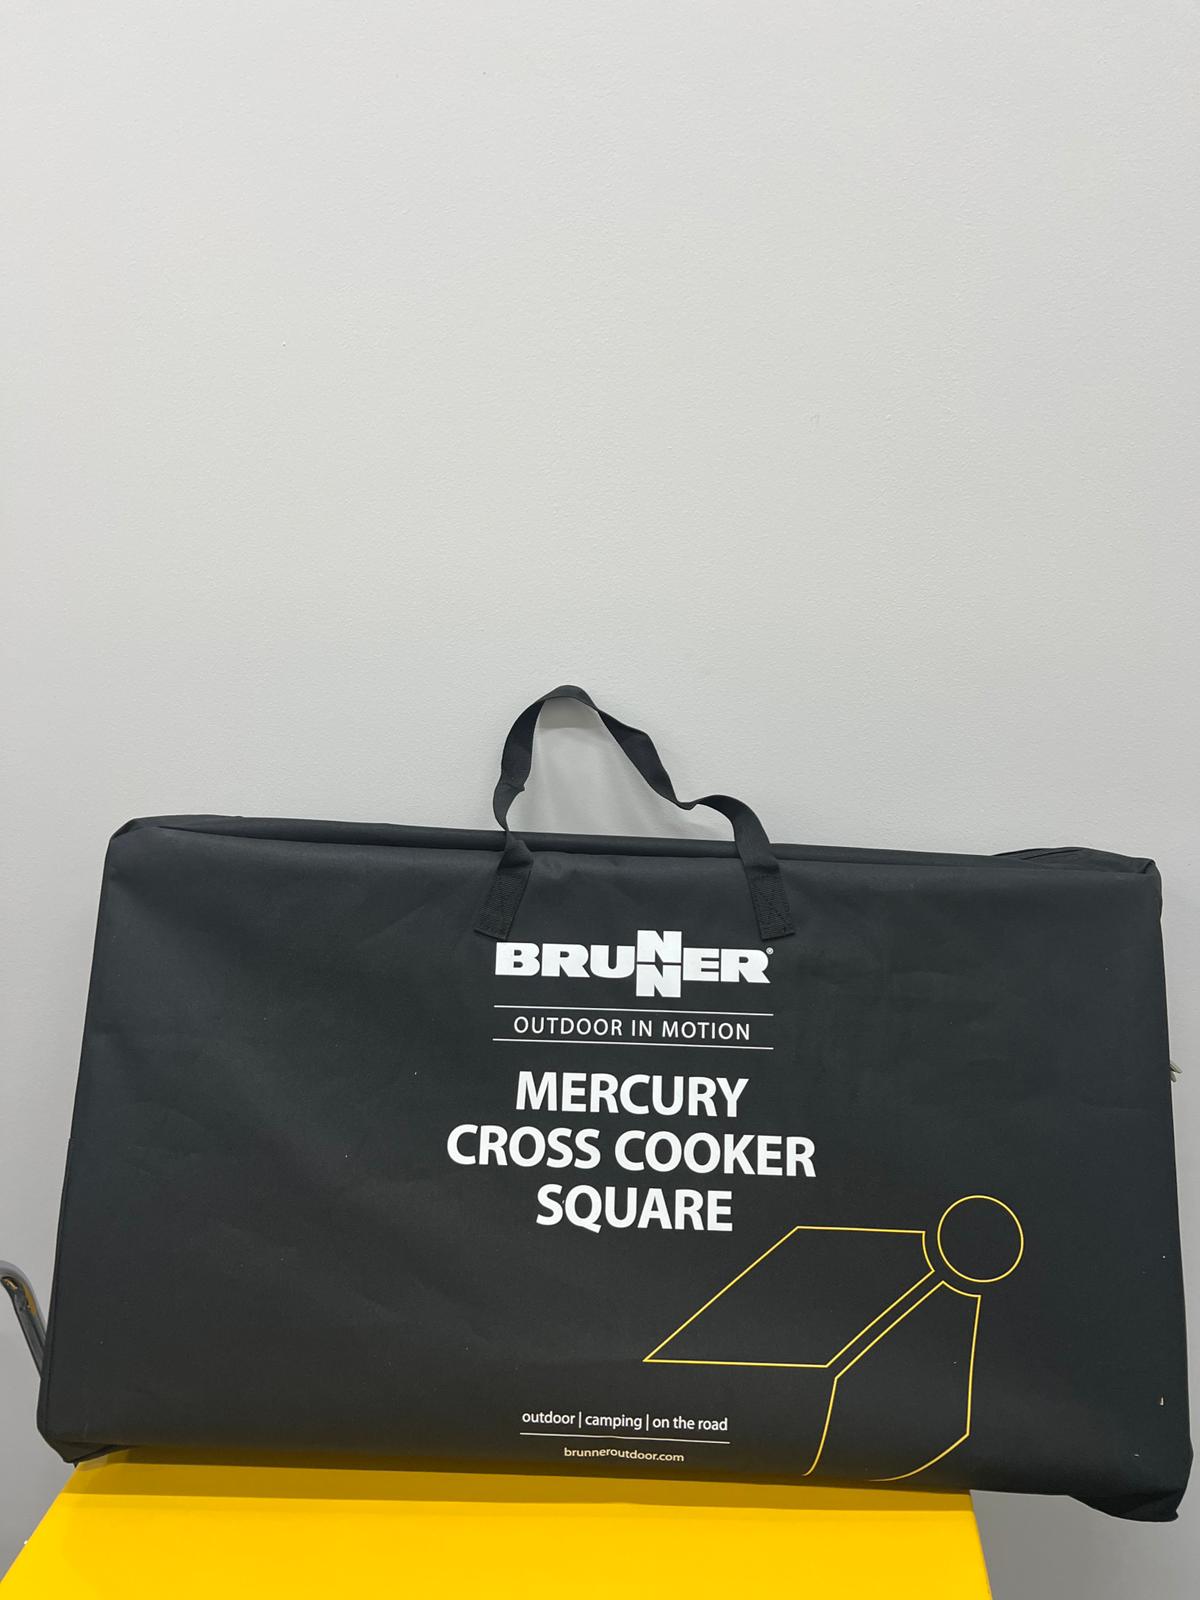 BRUNNER®
OUTDOOR IN MOTION
MERCURY
CROSS COOKER
SQUARE
outdoor | camping | on the road
brunneroutdoor.com